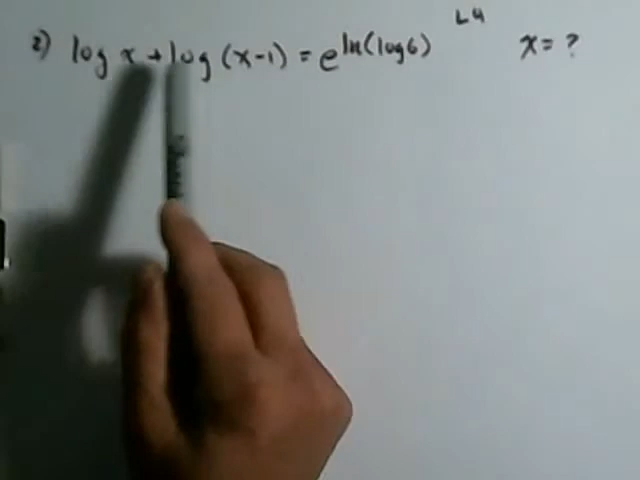 2) log x + log (x-1) = e^ln(log6) L4 x = ?